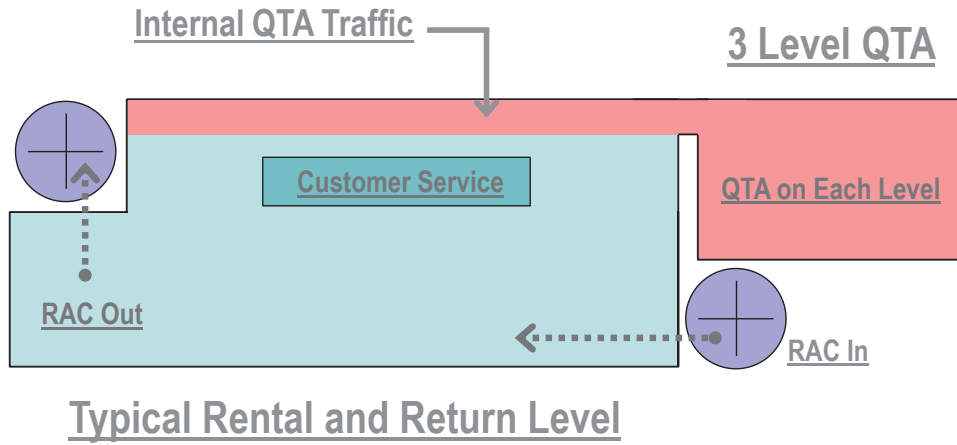 Internal QTA Traffic
3 Level QTA
Customer Service
QTA on Each Level
RAC Out
RAC In
Typical Rental and Return Level